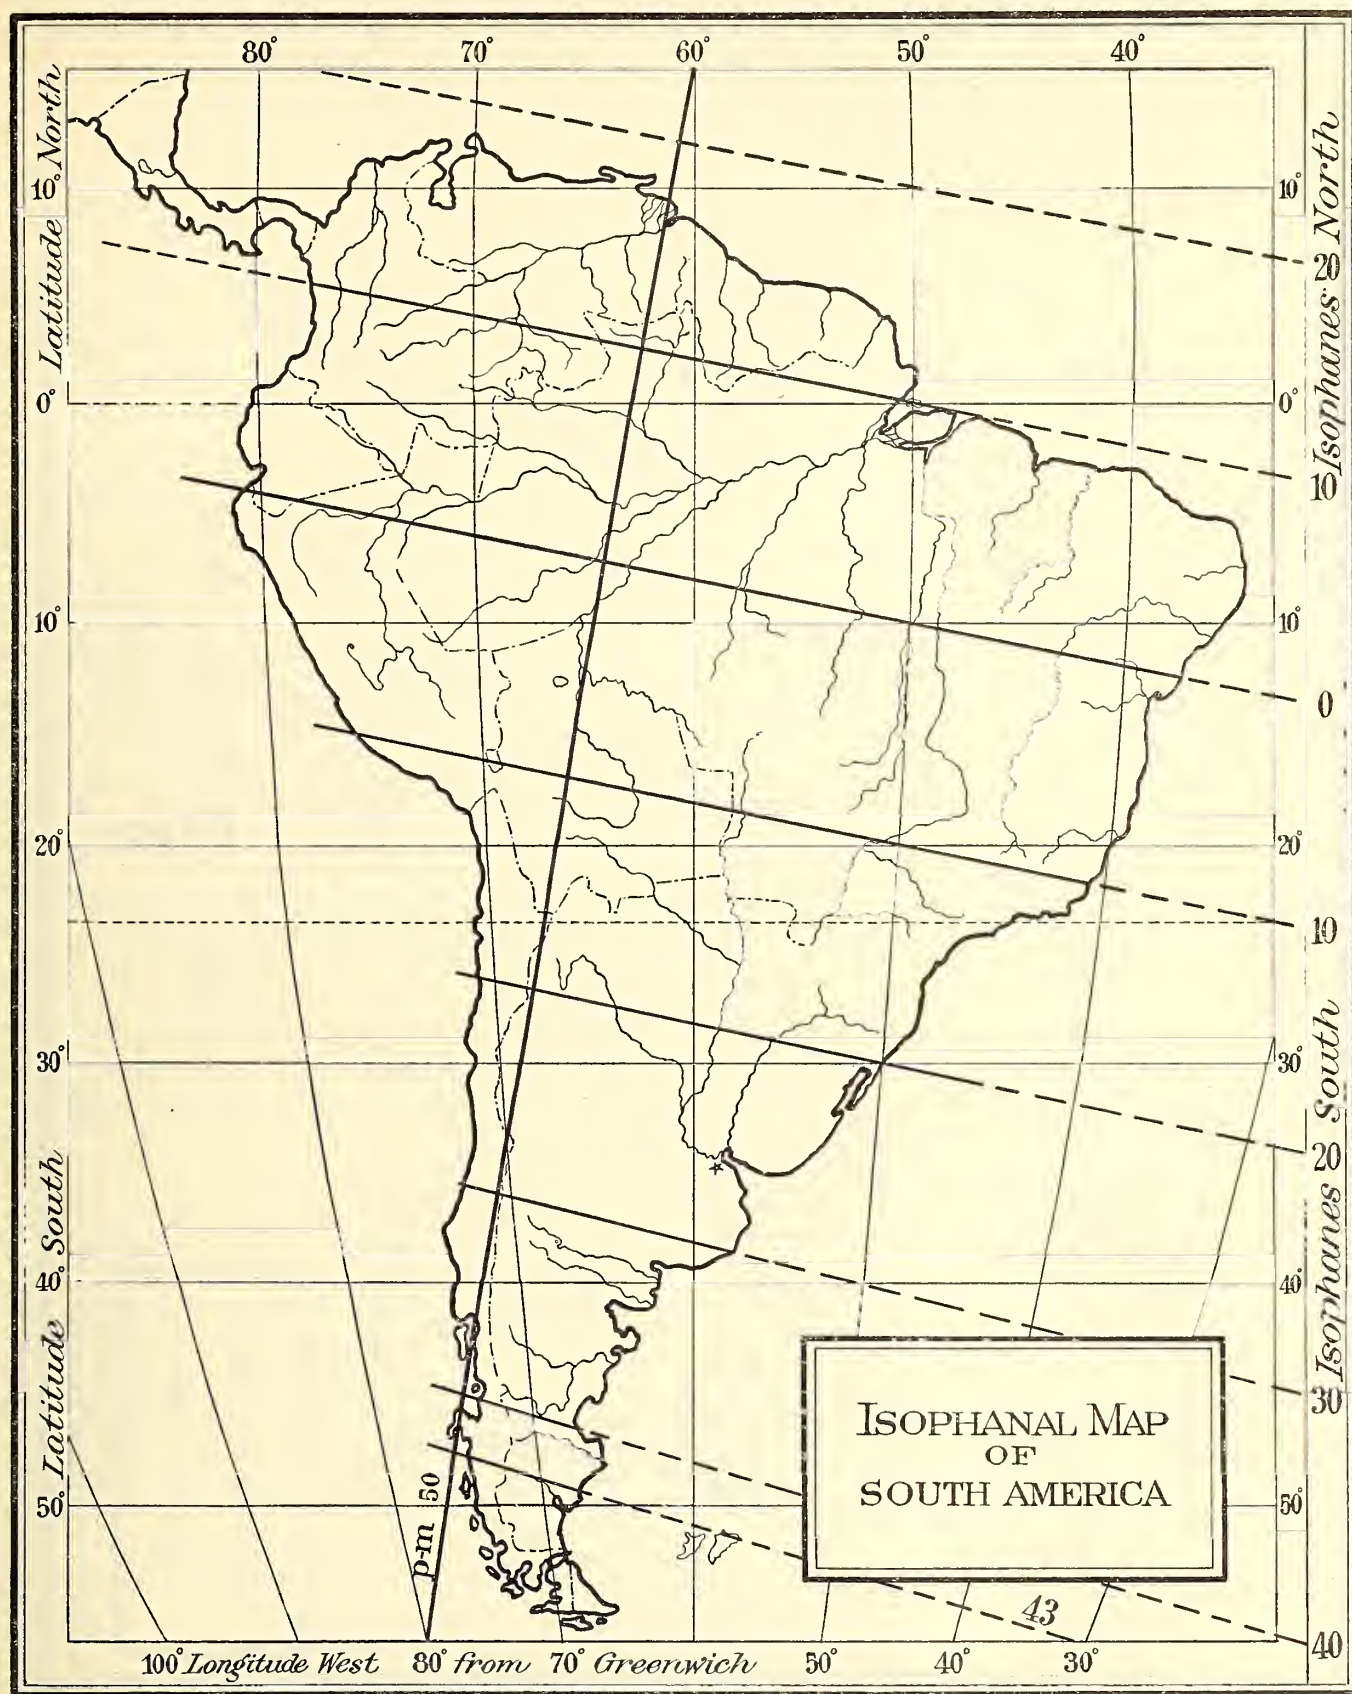 80° 70° 60° 50° 40°
Latitude North
10°
0°
10°
20°
30°
40°
50°
Latitude South
10°
0°
10°
20°
30°
40°
50°
Isophanes North
20
10
0
10
20
30
40
Isophanes South
p-m 50
43
ISOPHANAL MAP
OF
SOUTH AMERICA
100° Longitude West 80° from 70° Greenwich 50° 40° 30°